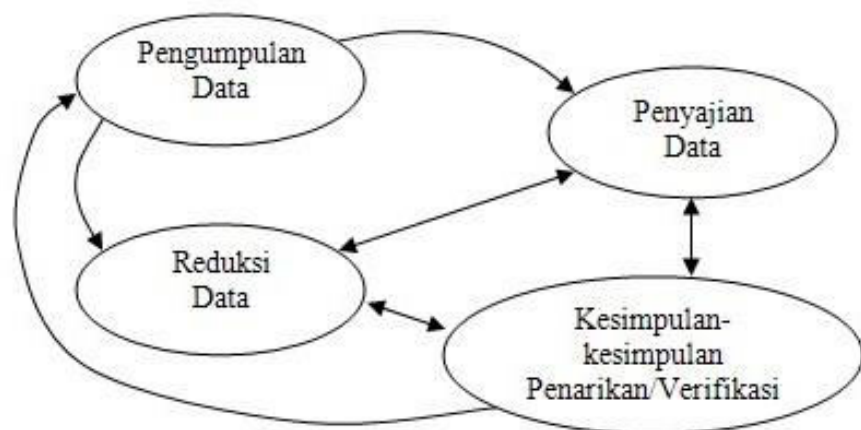 Pengumpulan
Data
Penyajian
Data
Reduksi
Data
Kesimpulan-
kesimpulan
Penarikan/Verifikasi